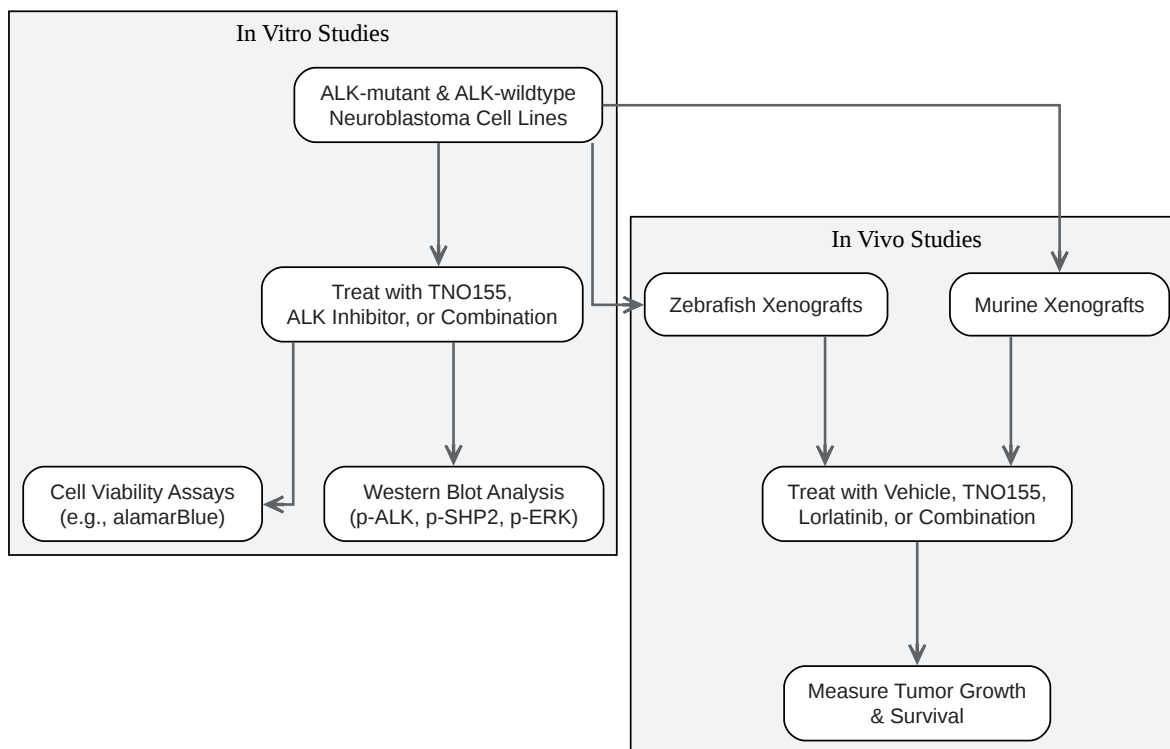 In Vitro Studies
ALK-mutant & ALK-wildtype
Neuroblastoma Cell Lines
Treat with TNO155,
ALK Inhibitor, or Combination
Cell Viability Assays
(e.g., alamarBlue)
Western Blot Analysis
(p-ALK, p-SHP2, p-ERK)
In Vivo Studies
Zebrafish Xenografts
Murine Xenografts
Treat with Vehicle, TNO155,
Lorlatinib, or Combination
Measure Tumor Growth
& Survival